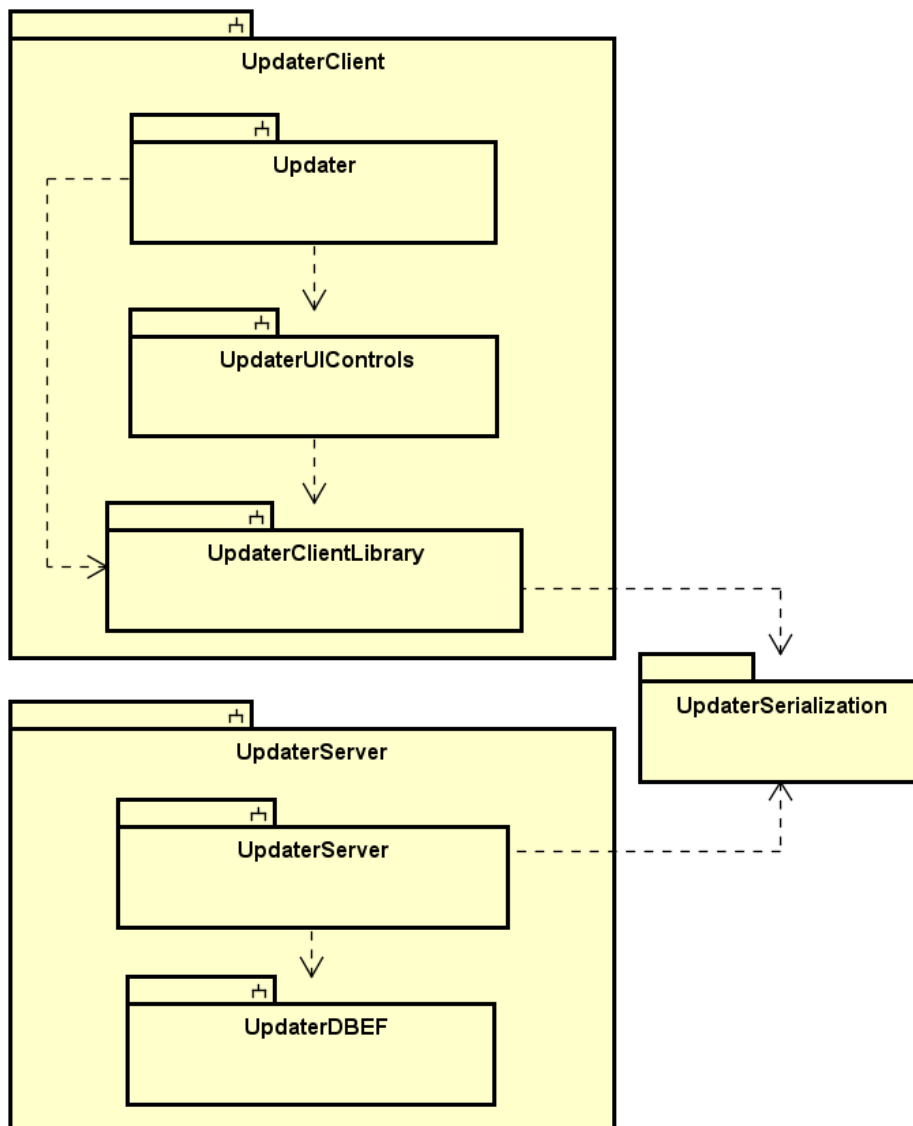 UpdaterClient
Updater
UpdaterUIControls
UpdaterClientLibrary
UpdaterSerialization
UpdaterServer
UpdaterServer
UpdaterDBEF